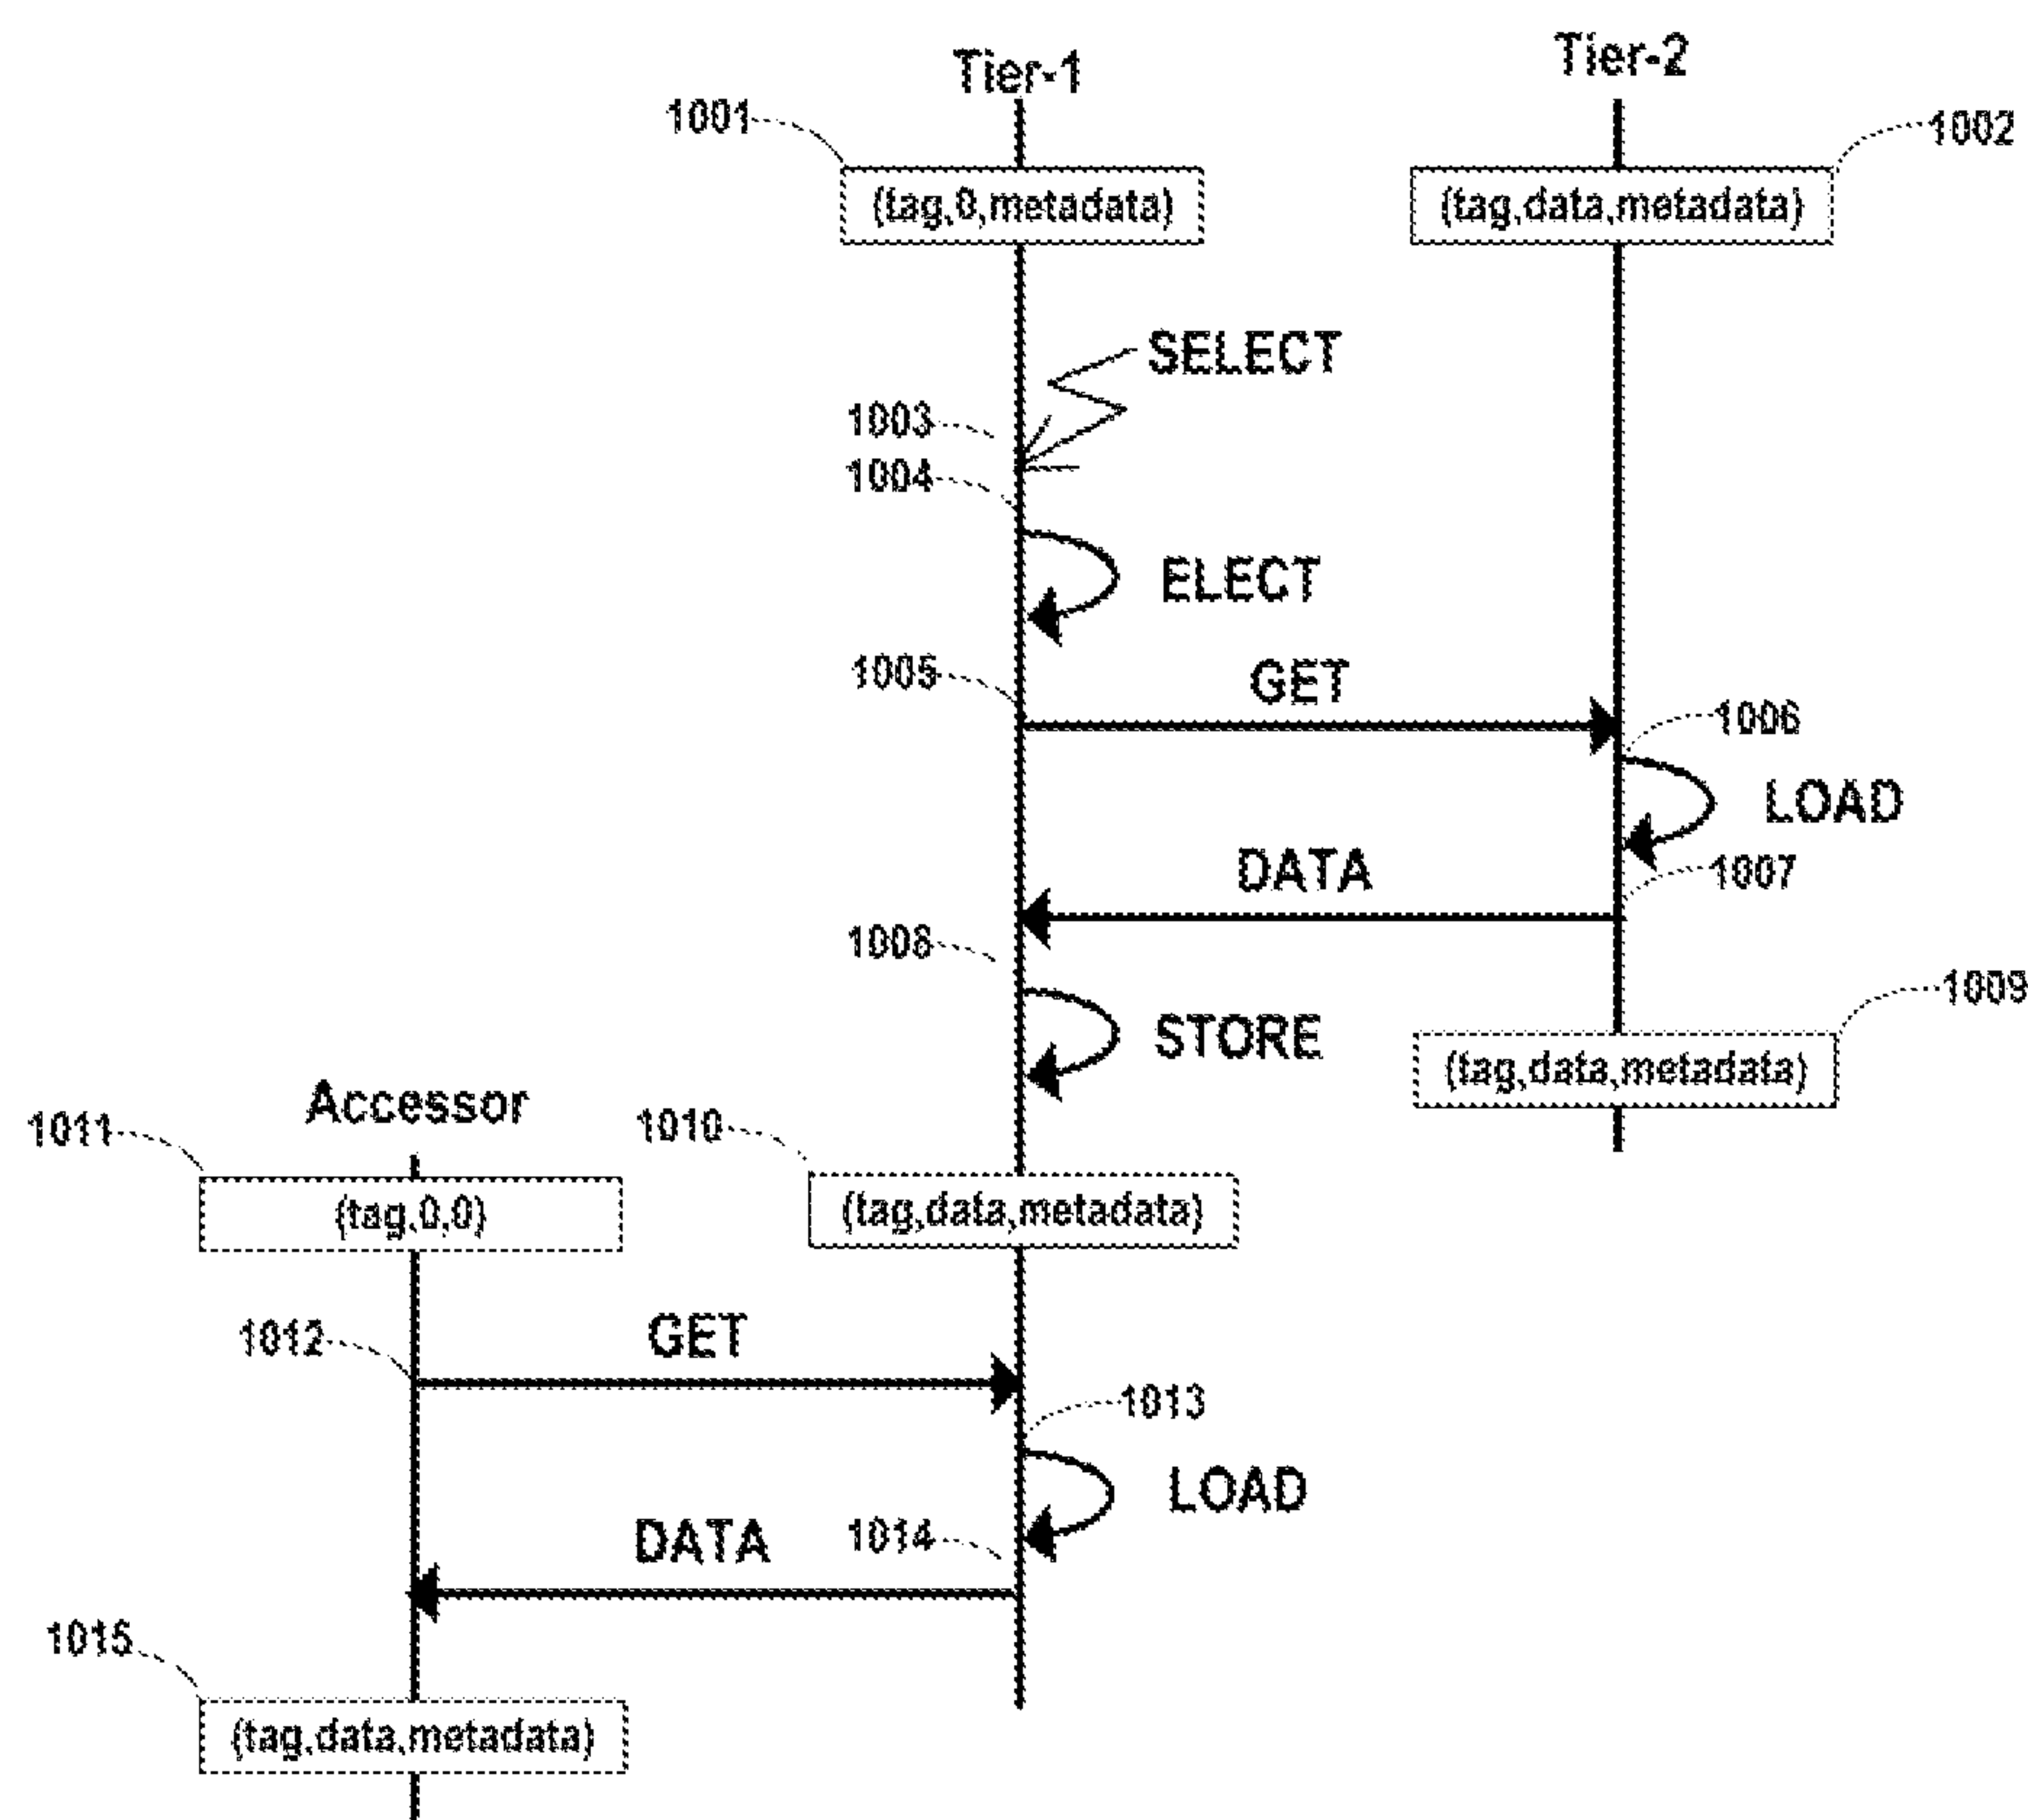 Tier-1
Tier-2
1001
1002
(tag,0,metadata)
(tag,data,metadata)
SELECT
1003
1004
ELECT
1005
GET
1006
LOAD
DATA
1007
1008
1009
STORE
(tag,data,metadata)
Accessor
1011
1010
(tag,0,0)
(tag,data,metadata)
GET
1012
1013
LOAD
DATA
1014
1015
(tag,data,metadata)